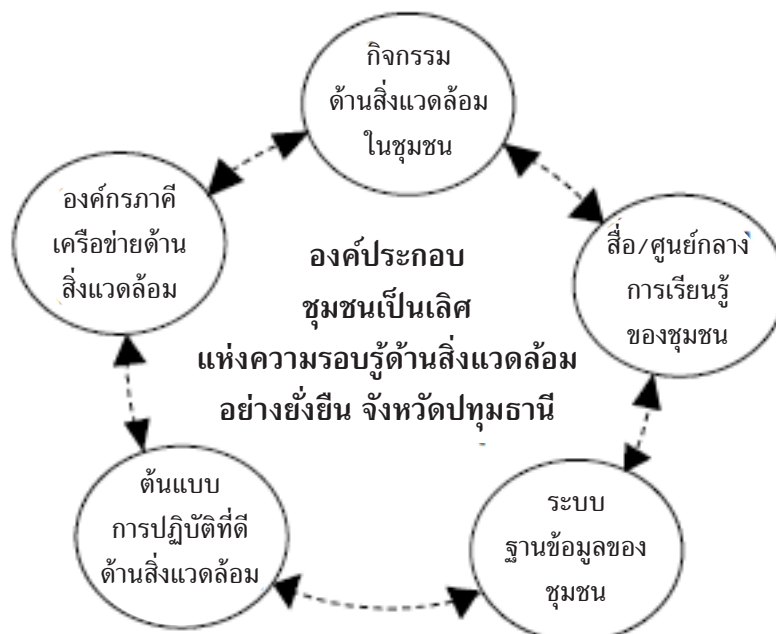 กิจกรรม
ด้านสิ่งแวดล้อม
ในชุมชน
องค์กรภาคี
เครือข่ายด้าน
สิ่งแวดล้อม
สื่อ/ศูนย์กลาง
การเรียนรู้
ของชุมชน
องค์ประกอบ
ชุมชนเป็นเลิศ
แห่งความรอบรู้ด้านสิ่งแวดล้อม
อย่างยั่งยืน จังหวัดปทุมธานี
ต้นแบบ
การปฏิบัติที่ดี
ด้านสิ่งแวดล้อม
ระบบ
ฐานข้อมูลของ
ชุมชน